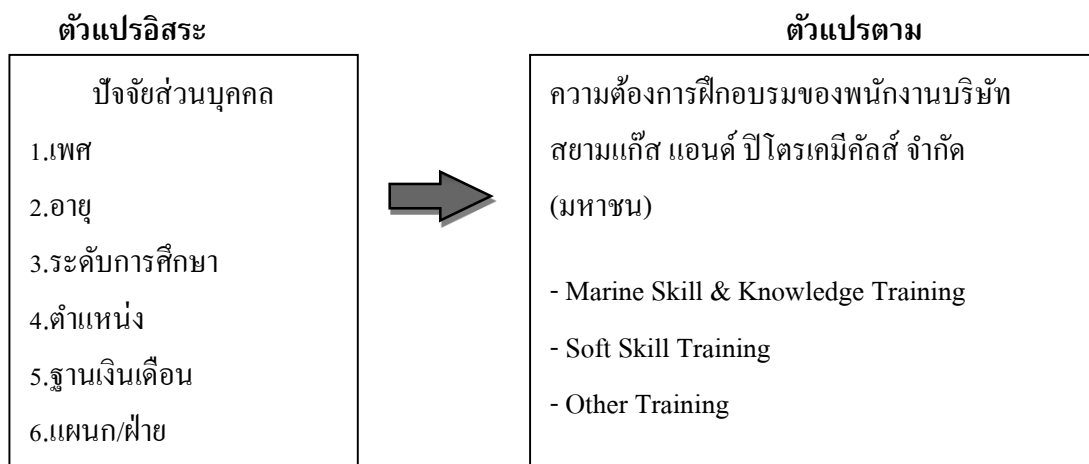 ตัวแปรอิสระ
ปัจจัยส่วนบุคคล
1.เพศ
2.อายุ
3.ระดับการศึกษา
4.ตำแหน่ง
5.ฐานเงินเดือน
6.แผนก/ฝ่าย
ตัวแปรตาม
ความต้องการฝึกอบรมของพนักงานบริษัท
สยามแก๊ส แอนด์ ปิโตรเคมีคัลส์ จำกัด
(มหาชน)
- Marine Skill & Knowledge Training
- Soft Skill Training
- Other Training